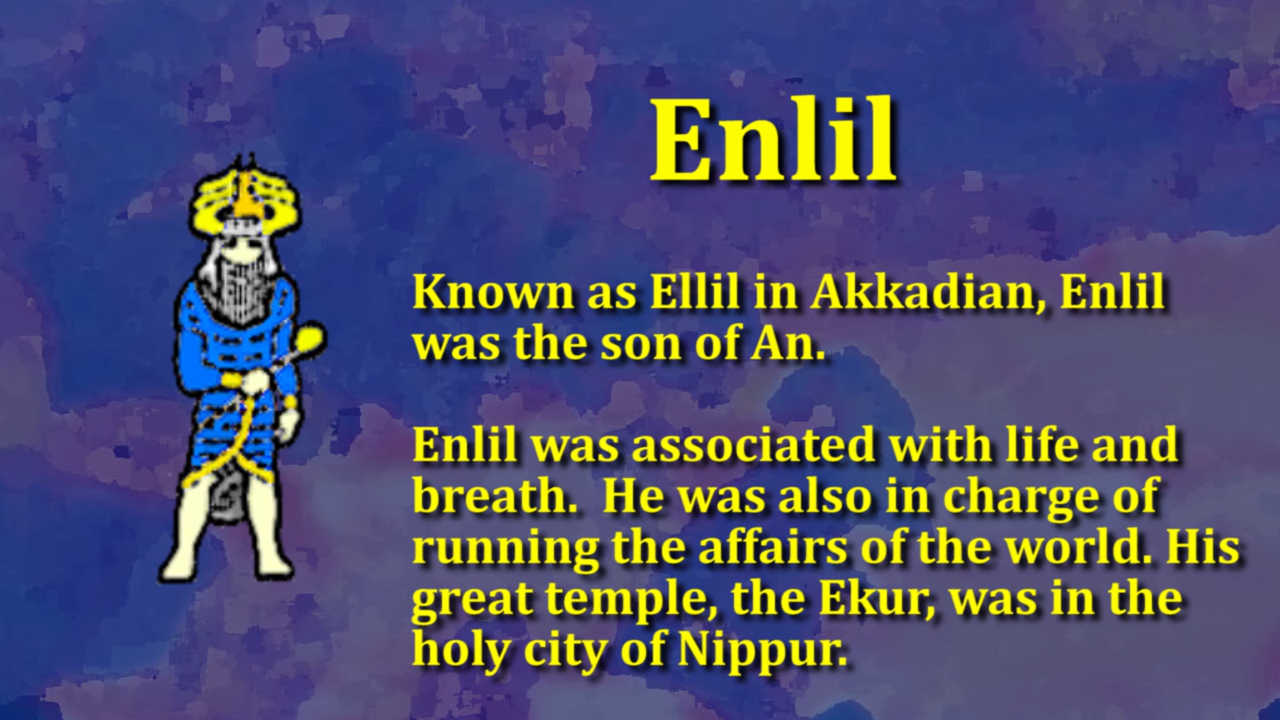 Enlil
Known as Ellil in Akkadian, Enlil
was the son of An.
Enlil was associated with life and
breath.  He was also in charge of
running the affairs of the world. His
great temple, the Ekur, was in the
holy city of Nippur.